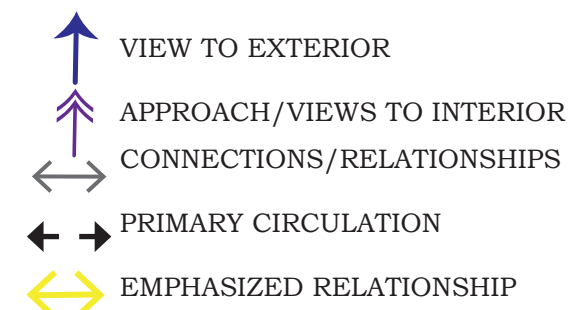 VIEW TO EXTERIOR
APPROACH/VIEWS TO INTERIOR
CONNECTIONS/RELATIONSHIPS
PRIMARY CIRCULATION
EMPHASIZED RELATIONSHIP